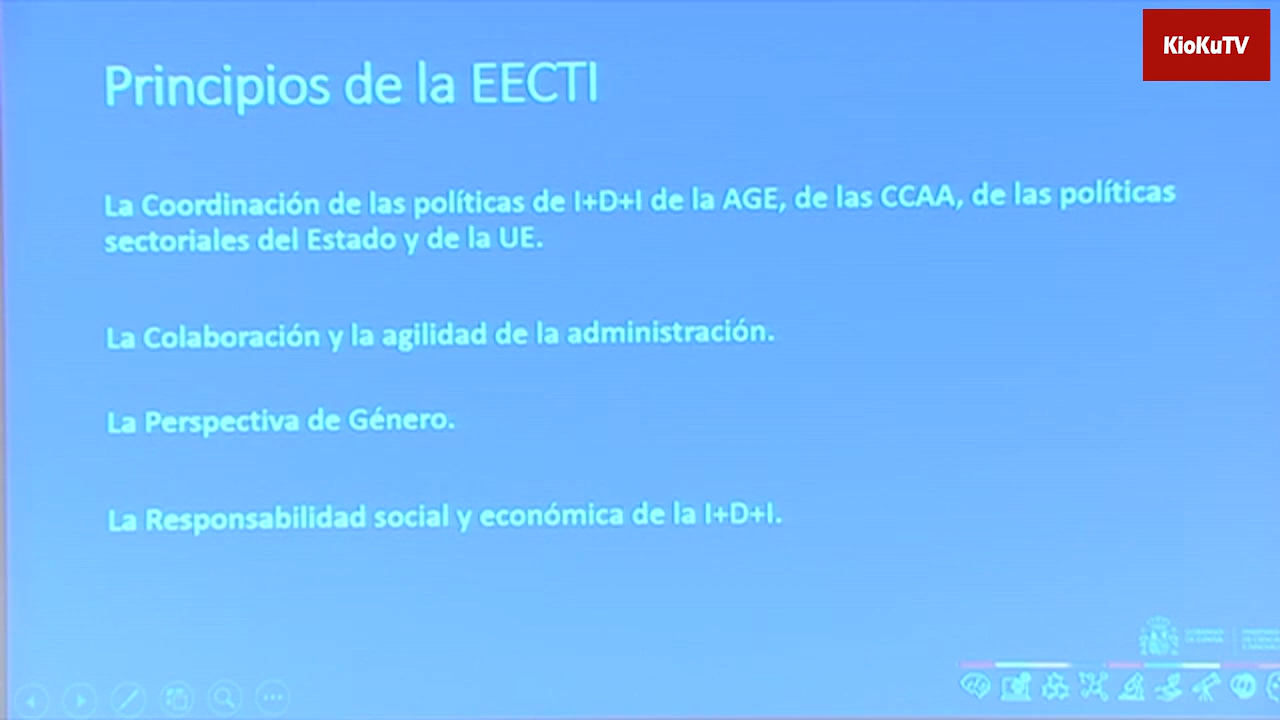 KioKuTV
Principios de la EECTI
La Coordinación de las políticas de I+D+I de la AGE, de las CCAA, de las políticas
sectoriales del Estado y de la UE.
La Colaboración y la agilidad de la administración.
La Perspectiva de Género.
La Responsabilidad social y económica de la I+D+I.